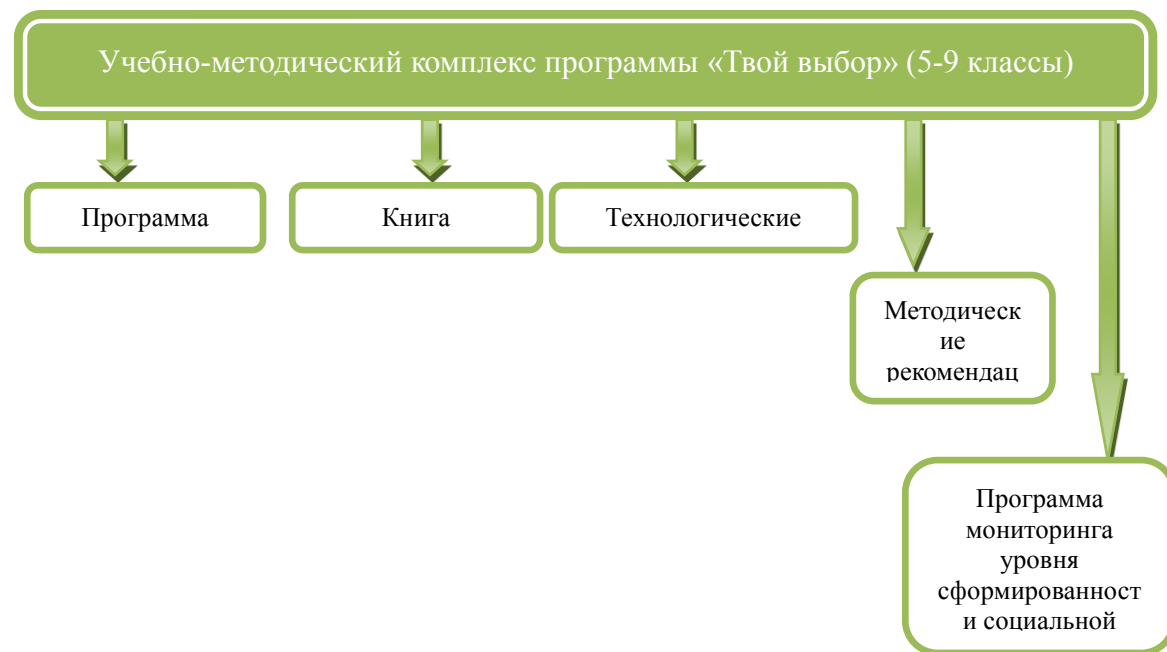 Учебно-методический комплекс программы «Твой выбор» (5-9 классы)
Программа
Книга
Технологические
Методическ
ие
рекомендац
Программа
мониторинга
уровня
сформированност
и социальной